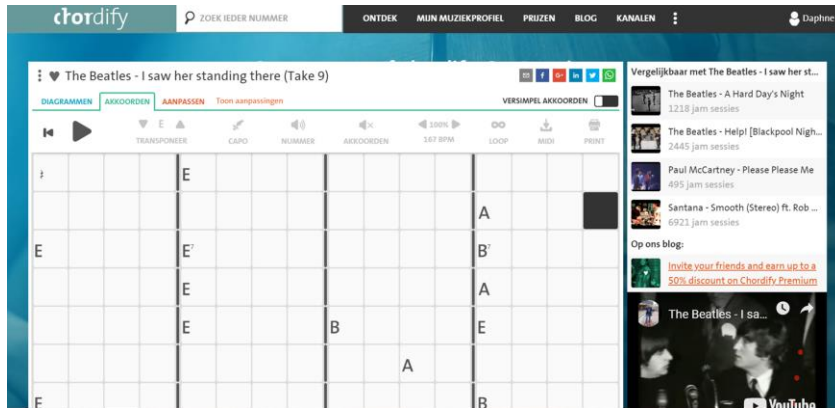 chordify
ZOEK IEDER NUMMER
ONTDEK MIJN MUZIEKPROFIEL PRIJZEN BLOG KANALEN Daphne
The Beatles - I saw her standing there (Take 9)
DIAGRAMMEN AKKOORDEN AANPASSEN Toon aanpassingen VERSIMPEL AKKOORDEN
E 100%
TRANSPONEER CAPO NUMMER AKKOORDEN 167 BPM LOOP MIDI PRINT
E
A
E E7 B7
E A
E B E
A
E B
Vergelijkbaar met The Beatles - I saw her st...
The Beatles - A Hard Day's Night
1218 jam sessies
The Beatles - Help! [Blackpool Nigh...
2445 jam sessies
Paul McCartney - Please Please Me
495 jam sessies
Santana - Smooth (Stereo) ft. Rob ...
6921 jam sessies
Op ons blog:
Invite your friends and earn up to a
50% discount on Chordify Premium
The Beatles - I sa...
YouTube